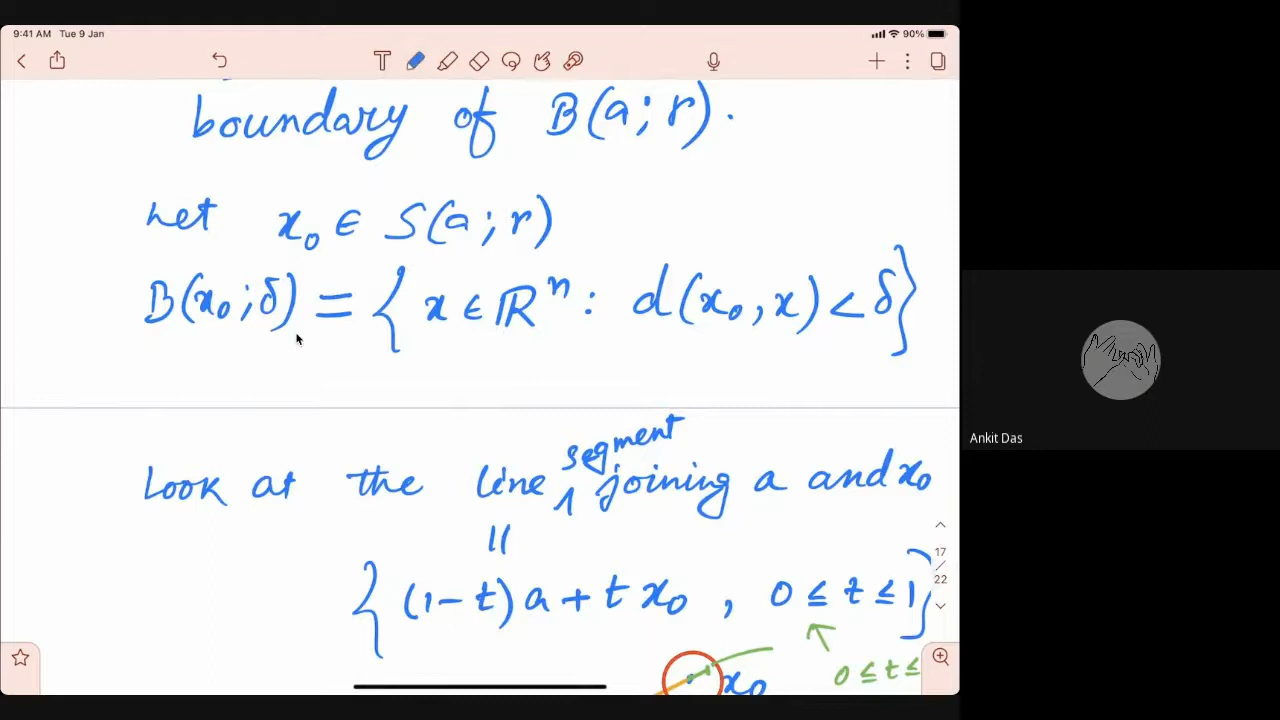 9:41 AM Tue 9 Jan
90%
boundary of B(a; r).
Let x₀ ∈ S(a; r)
B(x₀; δ) = { x ∈ ℝⁿ : d(x₀, x) < δ }
Look at the line segment joining a and x₀
||
{ (1-t) a + t x₀ , 0 ≤ t ≤ 1 }
0 ≤ t ≤
x₀
17
/
22
Ankit Das